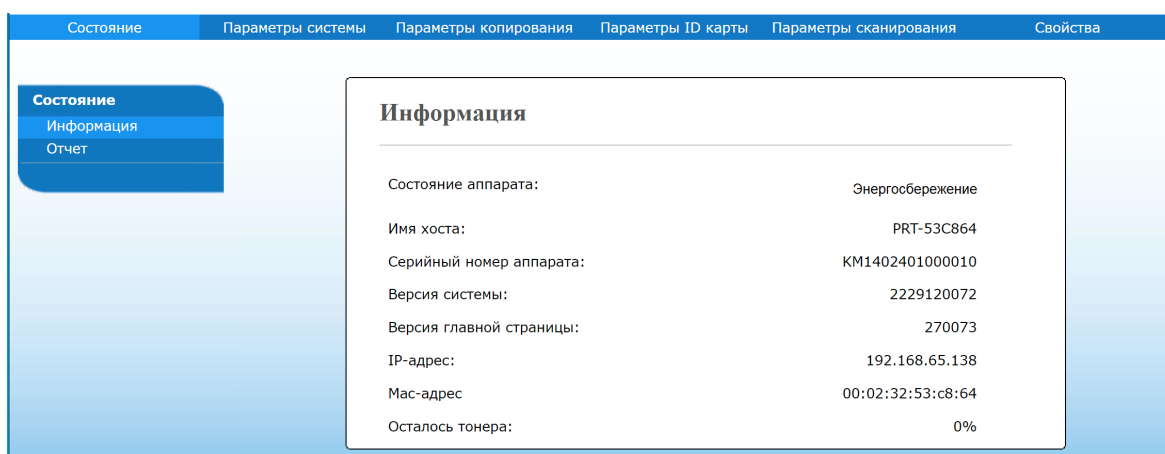 Состояние Параметры системы Параметры копирования Параметры ID карты Параметры сканирования Свойства
Состояние
Информация
Отчет
Информация
Состояние аппарата: Энергосбережение
Имя хоста: PRT-53C864
Серийный номер аппарата: KM1402401000010
Версия системы: 2229120072
Версия главной страницы: 270073
IP-адрес: 192.168.65.138
Mac-адрес 00:02:32:53:c8:64
Осталось тонера: 0%